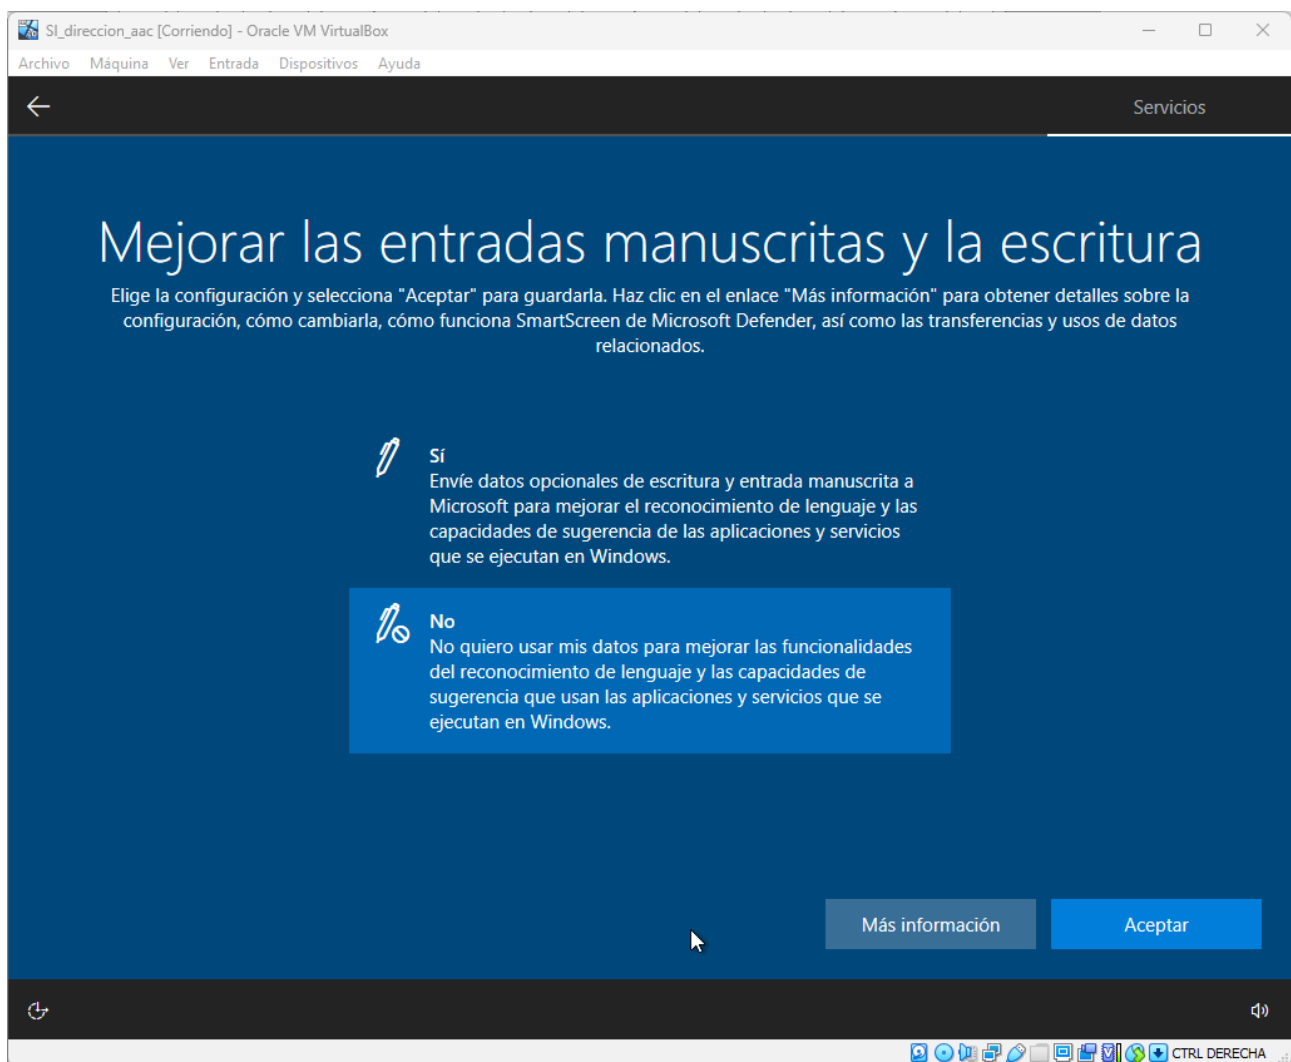 SI_direccion_aac [Corriendo] - Oracle VM VirtualBox
Archivo Máquina Ver Entrada Dispositivos Ayuda
Servicios
Mejorar las entradas manuscritas y la escritura
Elige la configuración y selecciona "Aceptar" para guardarla. Haz clic en el enlace "Más información" para obtener detalles sobre la
configuración, cómo cambiarla, cómo funciona SmartScreen de Microsoft Defender, así como las transferencias y usos de datos
relacionados.
Sí
Envíe datos opcionales de escritura y entrada manuscrita a
Microsoft para mejorar el reconocimiento de lenguaje y las
capacidades de sugerencia de las aplicaciones y servicios
que se ejecutan en Windows.
No
No quiero usar mis datos para mejorar las funcionalidades
del reconocimiento de lenguaje y las capacidades de
sugerencia que usan las aplicaciones y servicios que se
ejecutan en Windows.
Más información
Aceptar
CTRL DERECHA